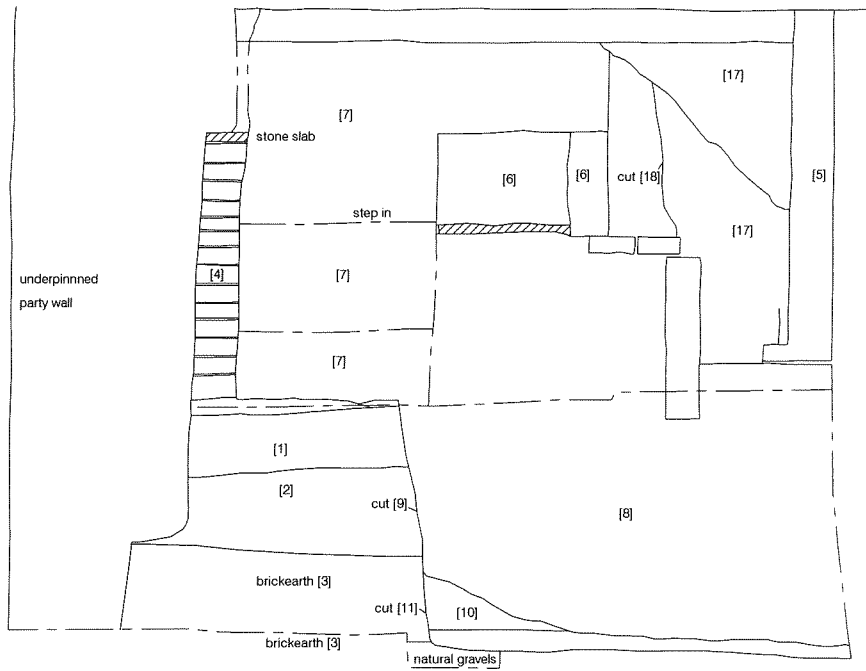 [17]
[7]
stone slab
[6]
[6]
cut [18]
[5]
step in
[17]
[4]
[7]
underpinnned
party wall
[7]
[1]
[2]
cut [9]
[8]
brickearth [3]
cut [11]
[10]
brickearth [3]
natural gravels